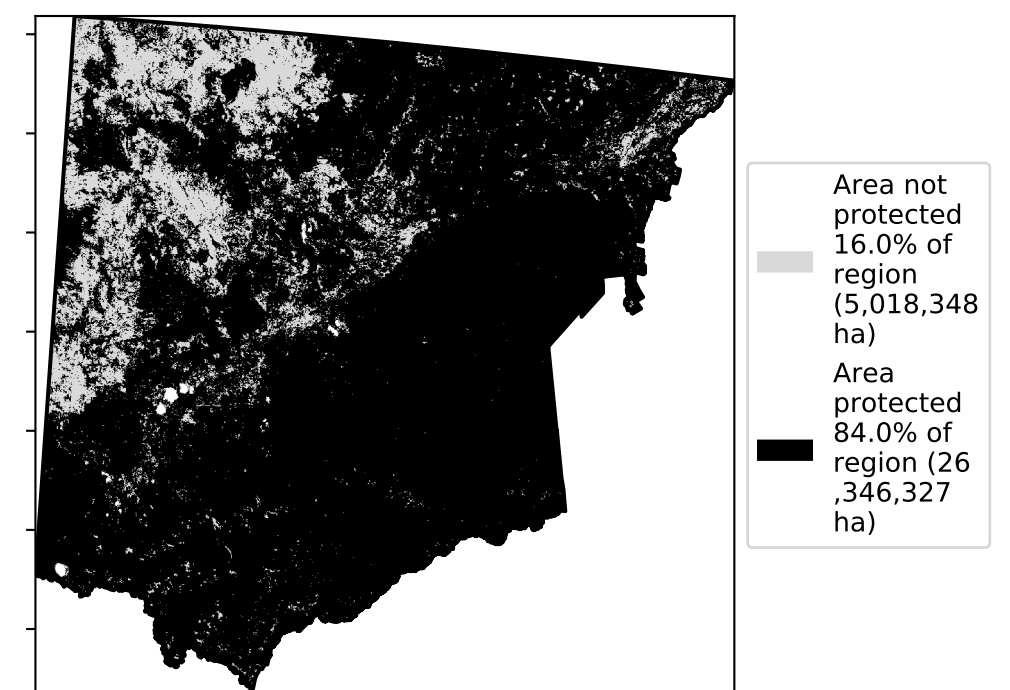 Area not
protected
16.0% of
region
(5,018,348
ha)
Area
protected
84.0% of
region (26
,346,327
ha)